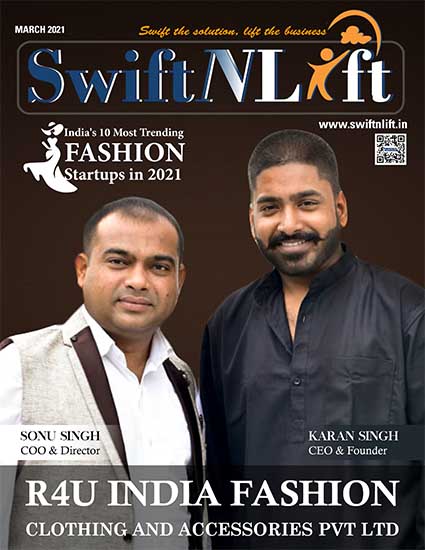 MARCH 2021
Swift the solution, lift the business
SwiftNLift
www.swiftnlift.in
India's 10 Most Trending
FASHION
Startups in 2021
SONU SINGH
COO & Director
KARAN SINGH
CEO & Founder
R4U INDIA FASHION
CLOTHING AND ACCESSORIES PVT LTD